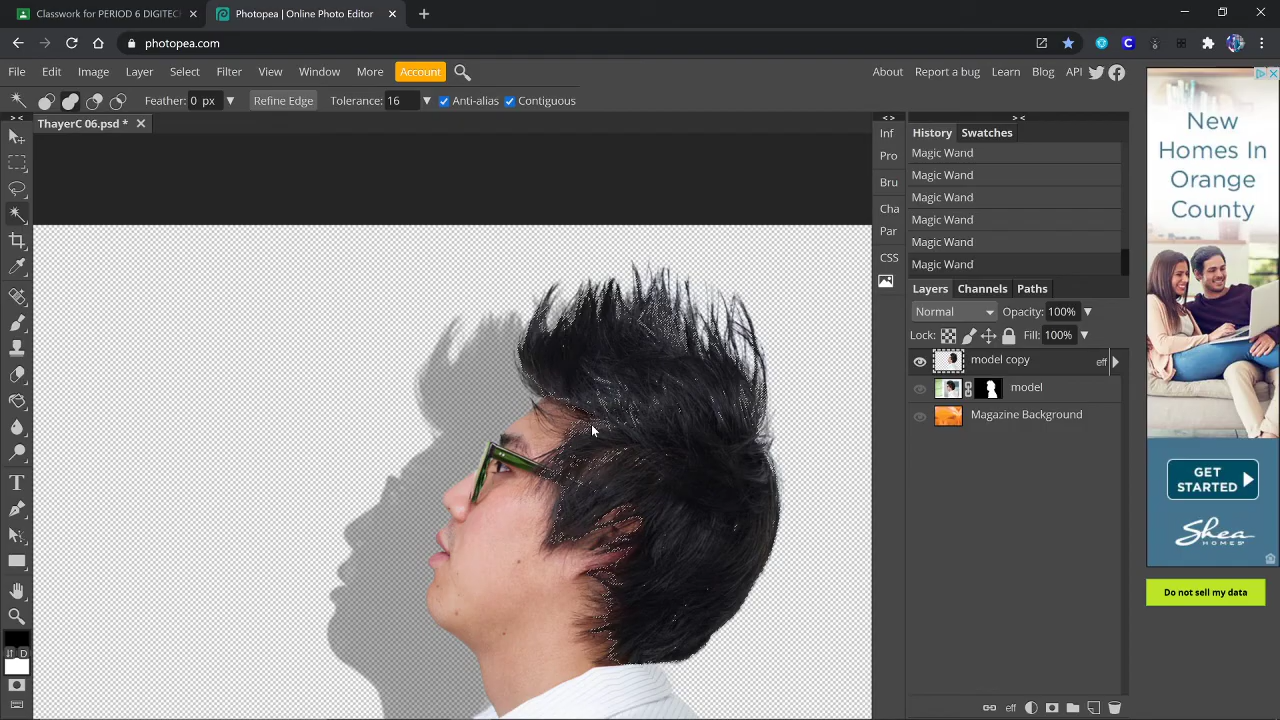 Classwork for PERIOD 6 DIGITEC
Photopea | Online Photo Editor
photopea.com
File Edit Image Layer Select Filter View Window More Account
About Report a bug Learn Blog API
Feather: 0 px Refine Edge Tolerance: 16 Anti-alias Contiguous
ThayerC 06.psd *
Inf
Pro
Bru
Cha
Par
CSS
History Swatches
Magic Wand
Magic Wand
Magic Wand
Magic Wand
Magic Wand
Magic Wand
Layers Channels Paths
Normal Opacity: 100%
Lock: Fill: 100%
model copy eff
model
Magazine Background
eff
T
D
New
Homes In
Orange
County
GET
STARTED
Shea
HOMES
Do not sell my data